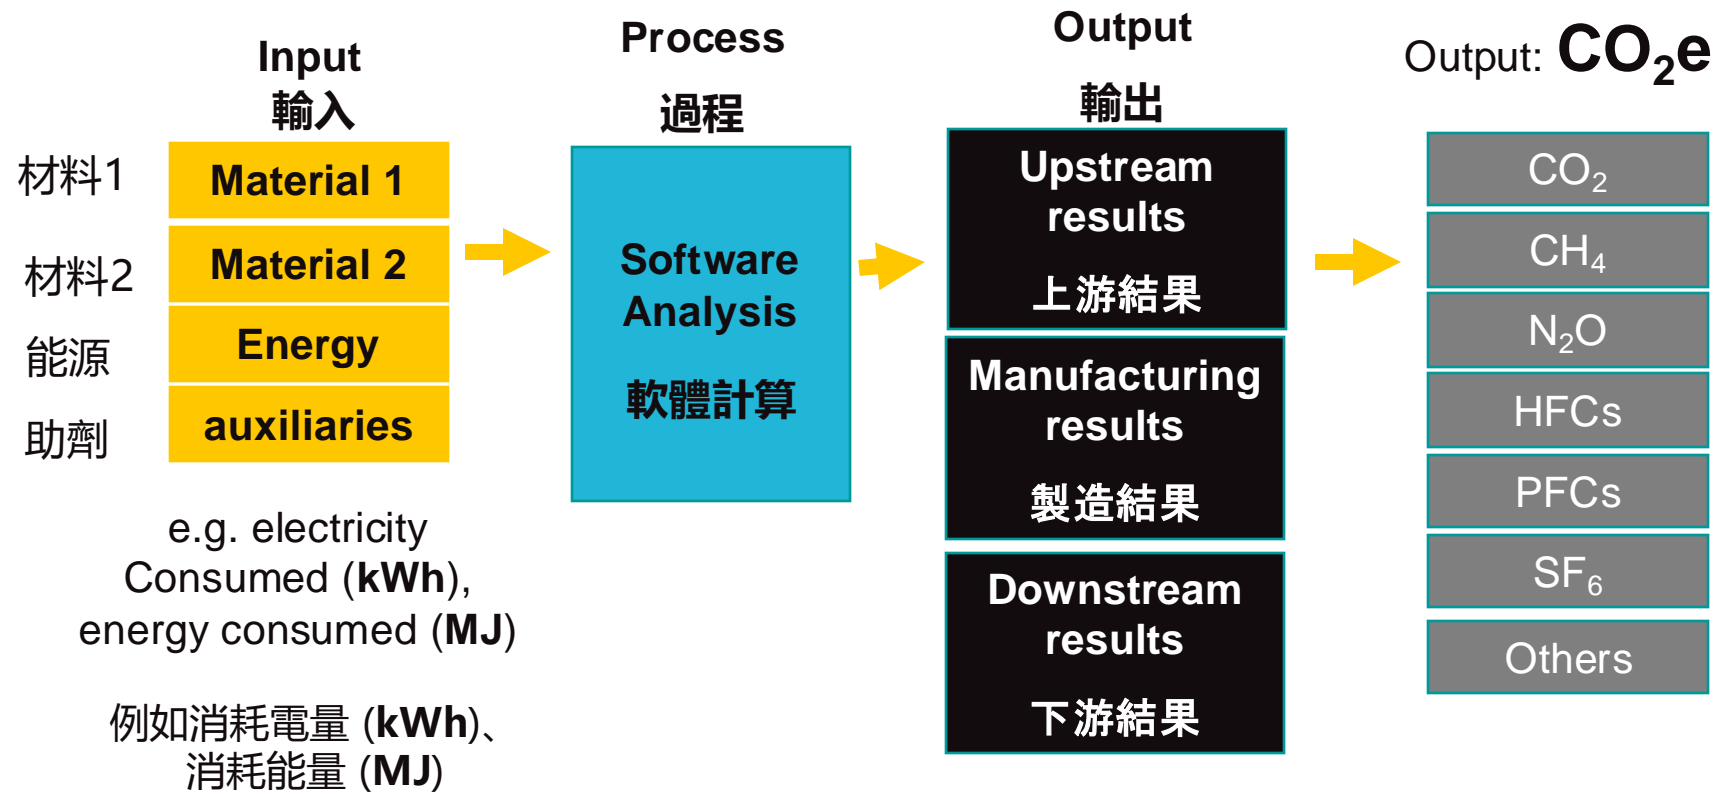 Input
輸入
材料1
Material 1
材料2
Material 2
能源
Energy
助劑
auxiliaries
e.g. electricity
Consumed (kWh),
energy consumed (MJ)
例如消耗電量 (kWh)、
消耗能量 (MJ)
Process
過程
Software
Analysis
軟體計算
Output
輸出
Upstream
results
上游結果
Manufacturing
results
製造結果
Downstream
results
下游結果
Output: CO₂e
CO₂
CH₄
N₂O
HFCs
PFCs
SF₆
Others